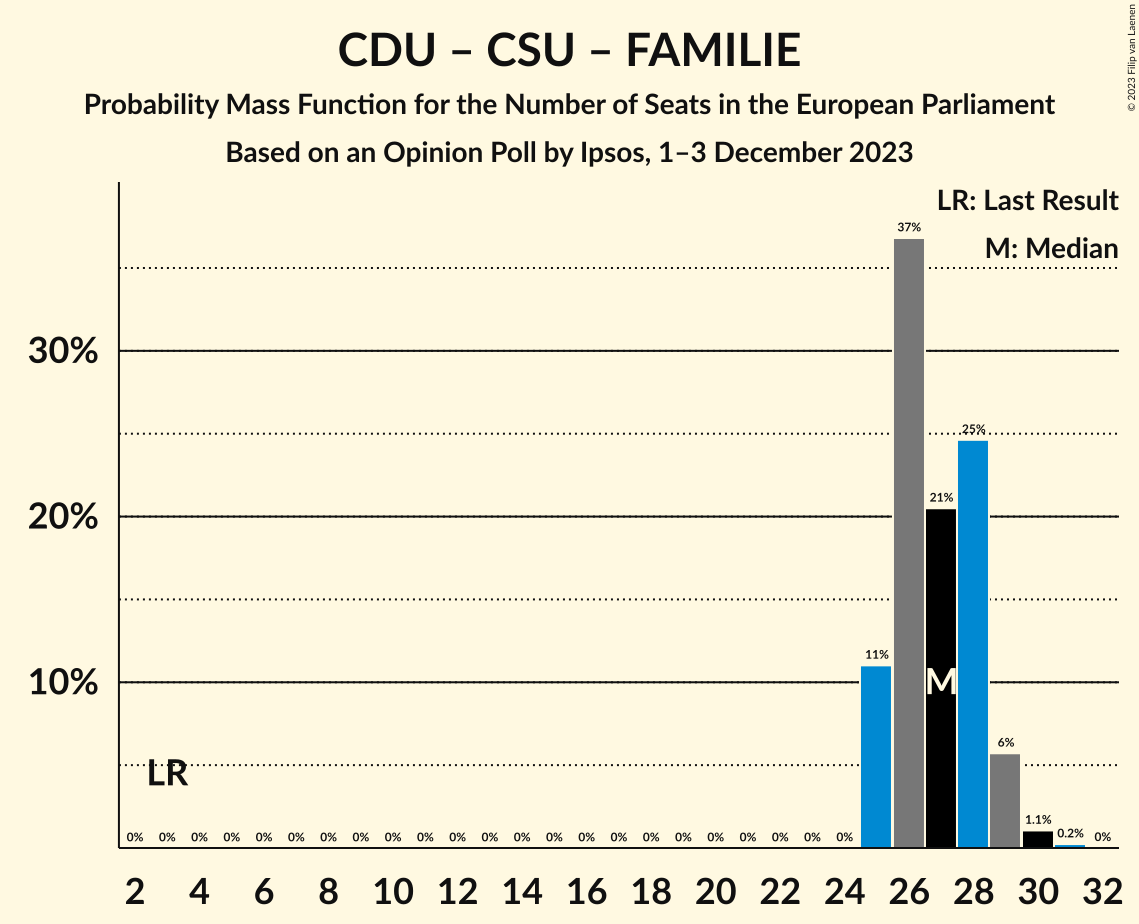 CDU – CSU – FAMILIE
Probability Mass Function for the Number of Seats in the European Parliament
Based on an Opinion Poll by Ipsos, 1–3 December 2023
© 2023 Filip van Laenen
LR: Last Result
M: Median
30%
20%
10%
LR
M
0% 0% 0% 0% 0% 0% 0% 0% 0% 0% 0% 0% 0% 0% 0% 0% 0% 0% 0% 0% 0% 0% 0% 11% 37% 21% 25% 6% 1.1% 0.2% 0%
2 4 6 8 10 12 14 16 18 20 22 24 26 28 30 32